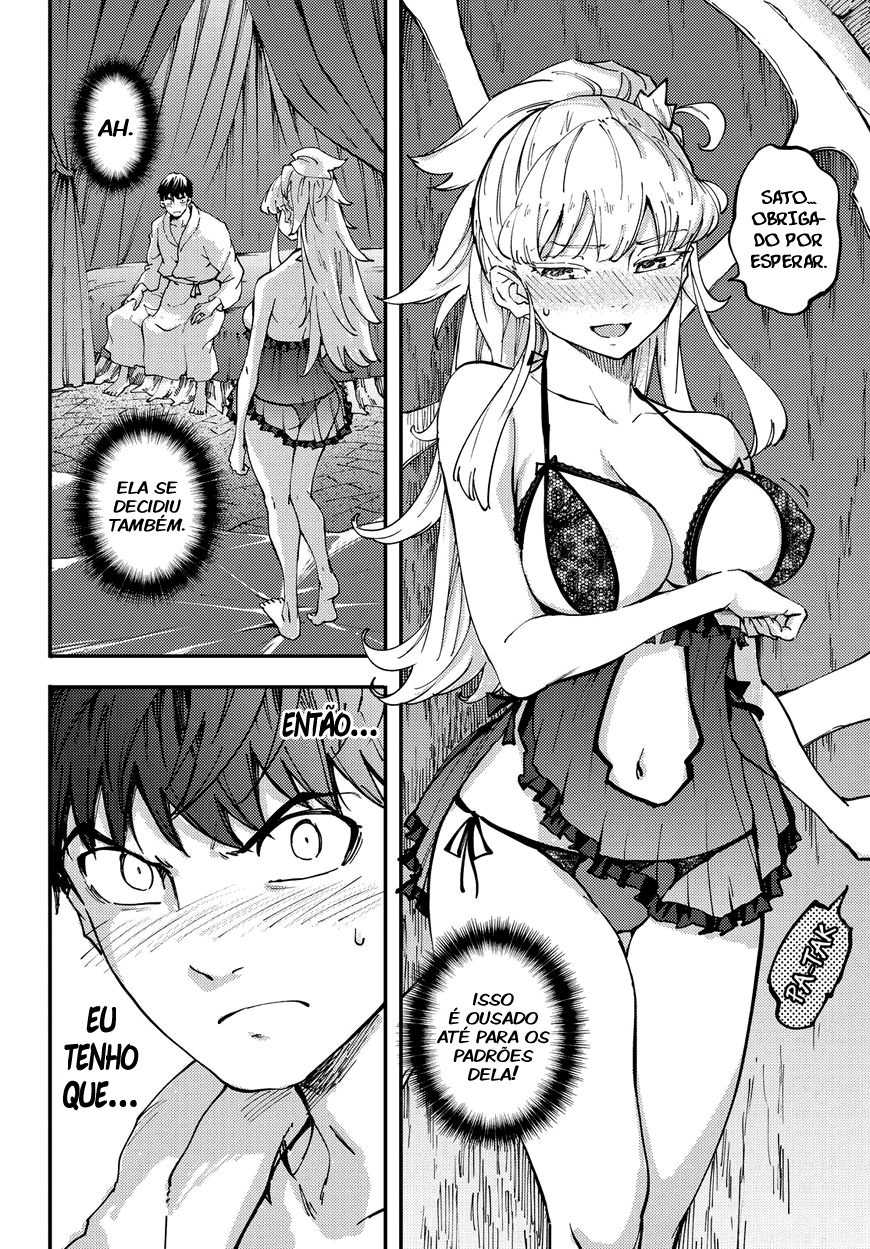 SATO...
OBRIGA-
DO POR
ESPERAR.
ISSO
É OUSADO
ATÉ PARA OS
PADRÕES
DELA!
PA-TAK
AH.
ELA SE
DECIDIU
TAMBÉM.
ENTÃO...
EU
TENHO
QUE...